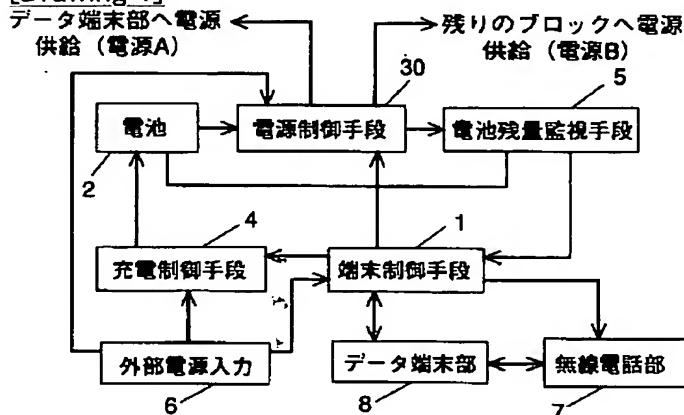 データ端末部へ電源
供給（電源A）
残りのブロックへ電源
供給（電源B）
30
5
電池
電源制御手段
電池残量監視手段
2
4
1
充電制御手段
端末制御手段
外部電源入力
データ端末部
無線電話部
6
8
7